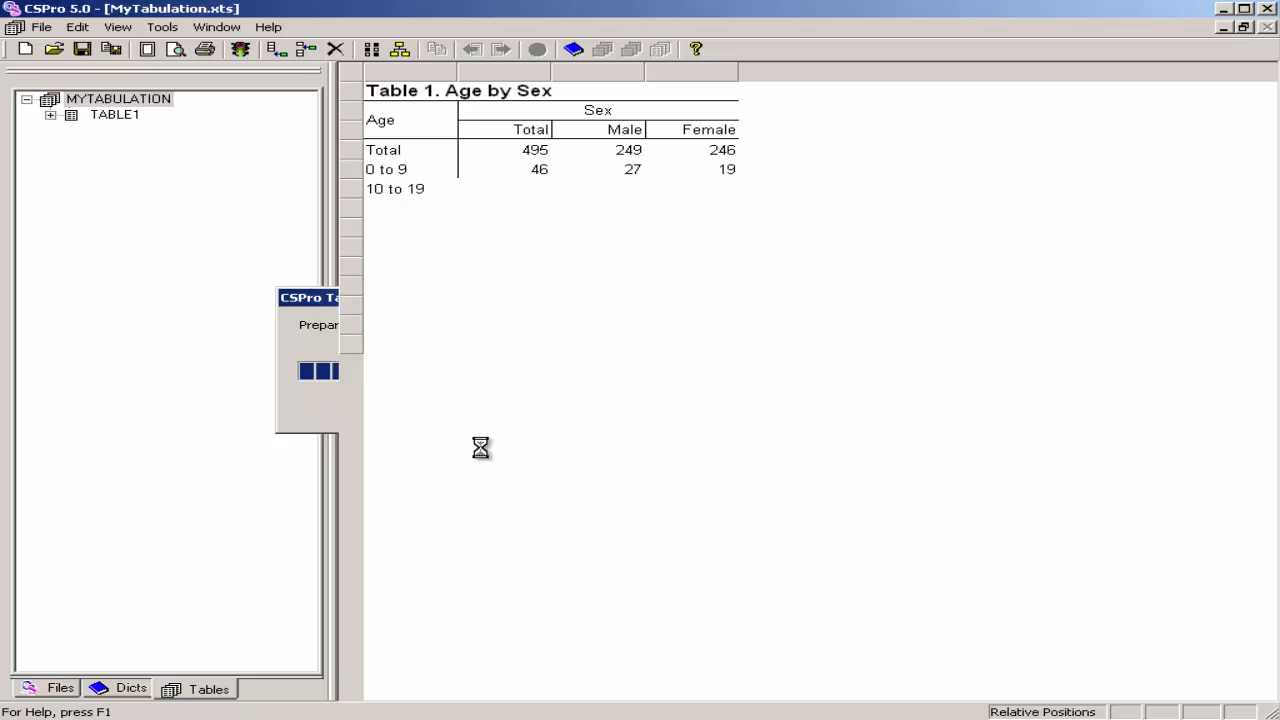 CSPro 5.0 - [MyTabulation.xts]
File Edit View Tools Window Help
MYTABULATION
TABLE1
Table 1. Age by Sex
Age Sex
Total Male Female
Total 495 249 246
0 to 9 46 27 19
10 to 19
CSPro Ta
Prepar
Files Dicts Tables
For Help, press F1 Relative Positions